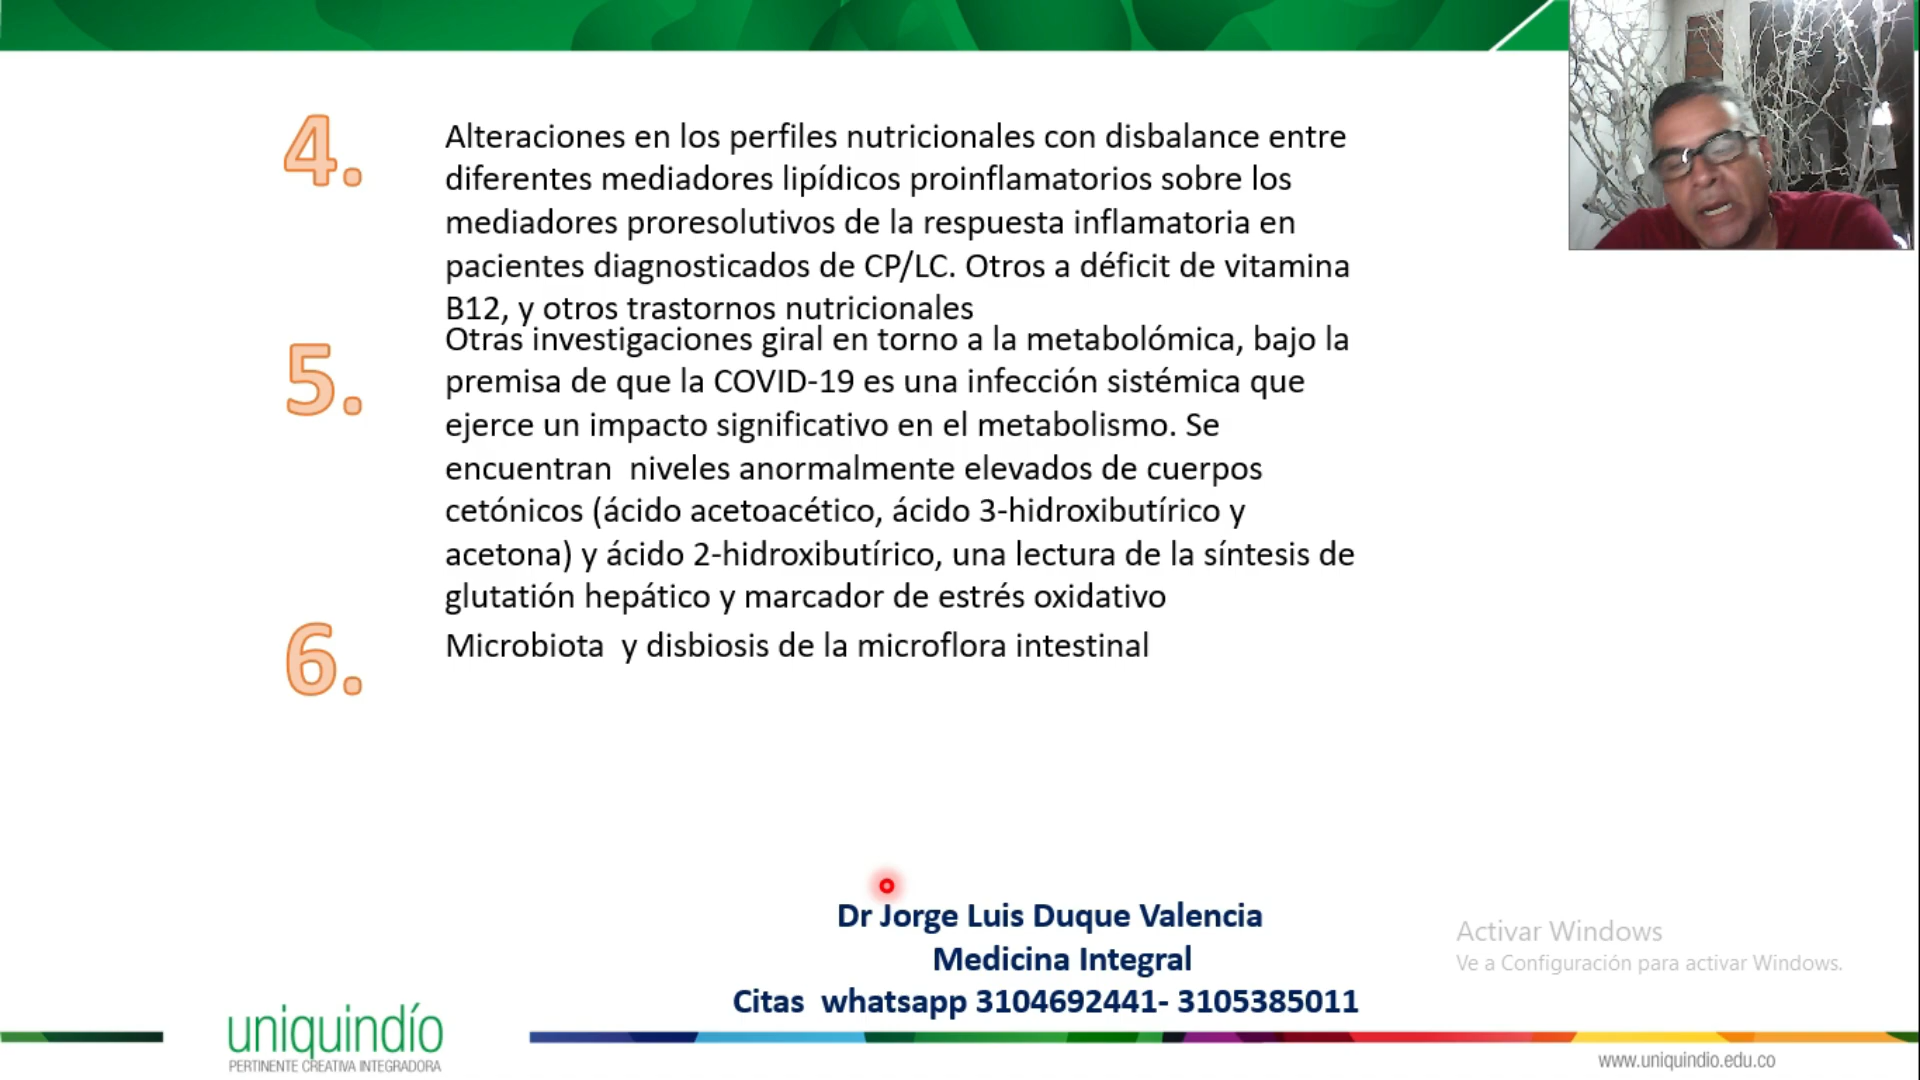 4.
Alteraciones en los perfiles nutricionales con disbalance entre
diferentes mediadores lipídicos proinflamatorios sobre los
mediadores proresolutivos de la respuesta inflamatoria en
pacientes diagnosticados de CP/LC. Otros a déficit de vitamina
B12, y otros trastornos nutricionales
5.
Otras investigaciones giral en torno a la metabolómica, bajo la
premisa de que la COVID-19 es una infección sistémica que
ejerce un impacto significativo en el metabolismo. Se
encuentran  niveles anormalmente elevados de cuerpos
cetónicos (ácido acetoacético, ácido 3-hidroxibutírico y
acetona) y ácido 2-hidroxibutírico, una lectura de la síntesis de
glutatión hepático y marcador de estrés oxidativo
6.
Microbiota  y disbiosis de la microflora intestinal
Dr Jorge Luis Duque Valencia
Medicina Integral
Citas  whatsapp 3104692441- 3105385011
Activar Windows
Ve a Configuración para activar Windows.
uniquindío
PERTINENTE CREATIVA INTEGRADORA
www.uniquindio.edu.co